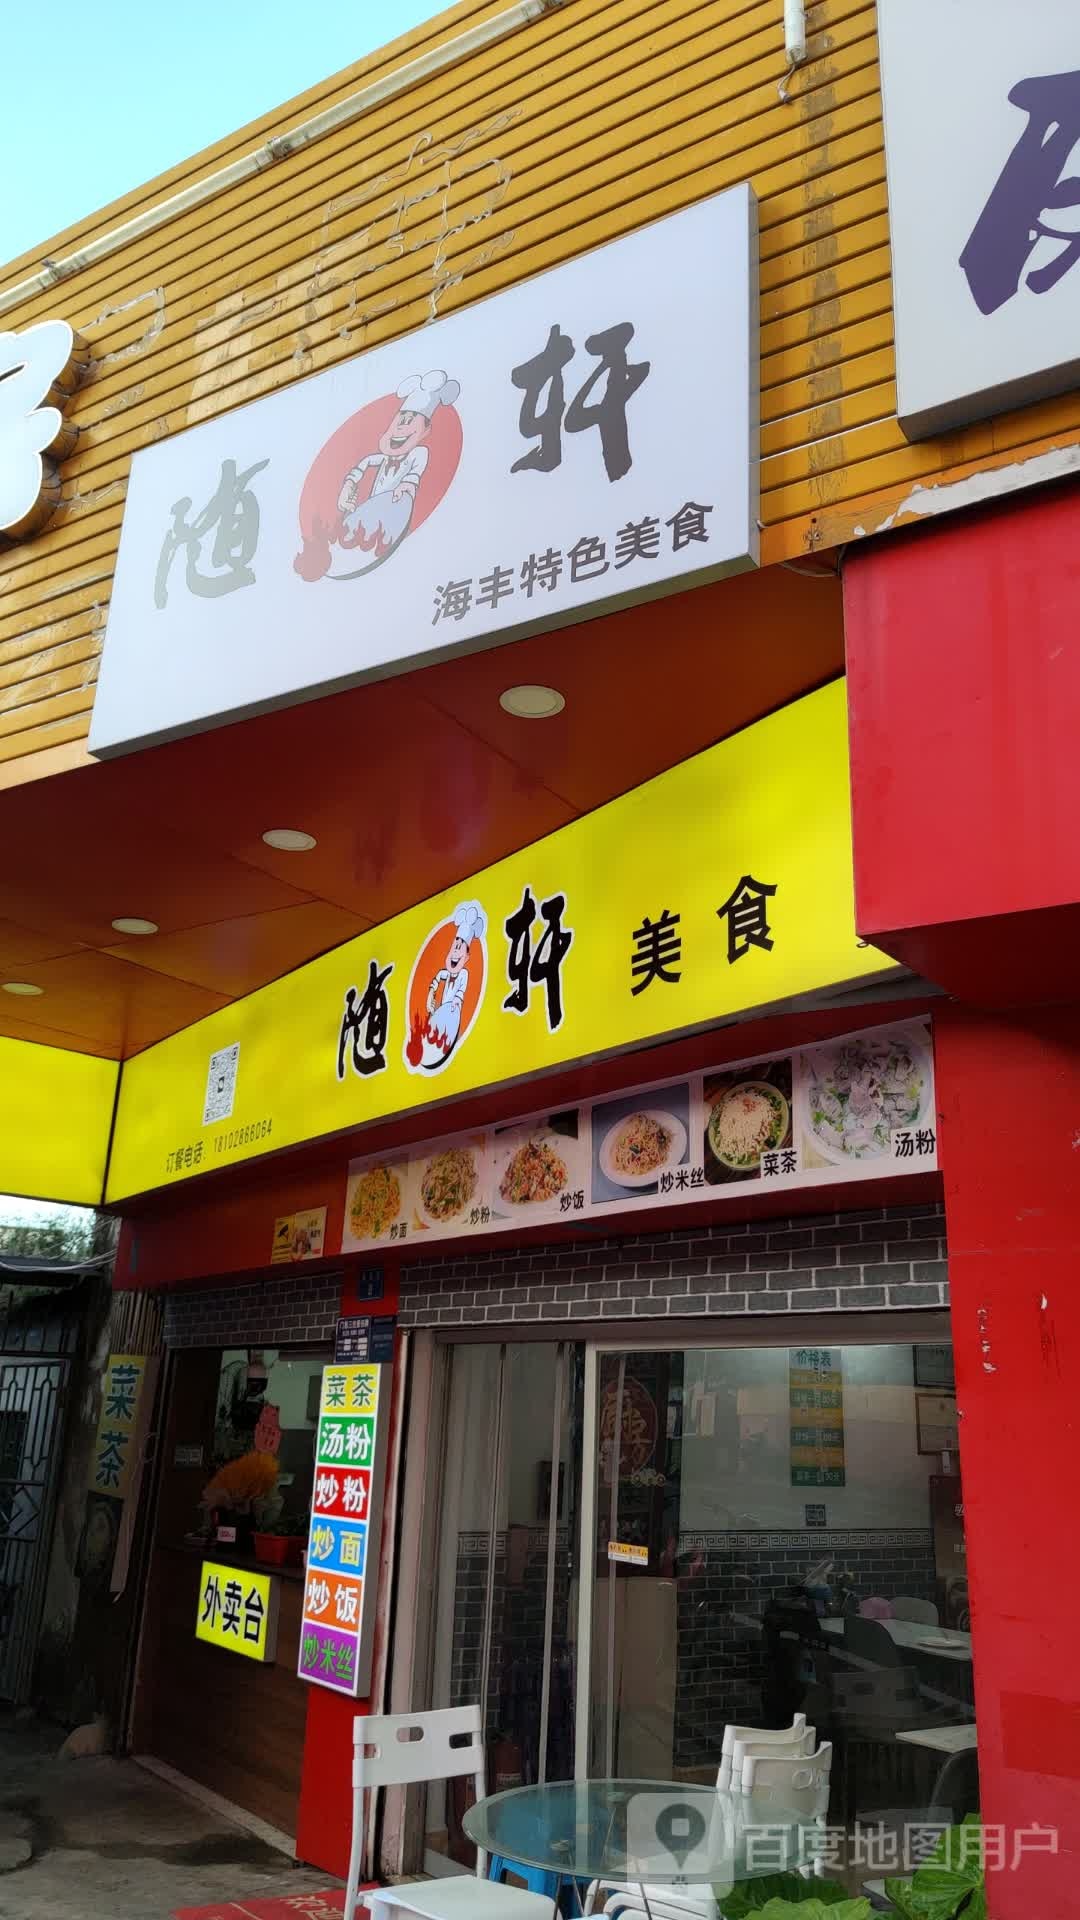 随轩
海丰特色美食
随轩 美食
订餐电话: 18102866064
炒面
炒粉
炒饭
炒米丝
菜茶
汤粉
菜茶
汤粉
炒粉
炒面
炒饭
炒米丝
菜茶
外卖台
价格表
欢迎
百度地图用户